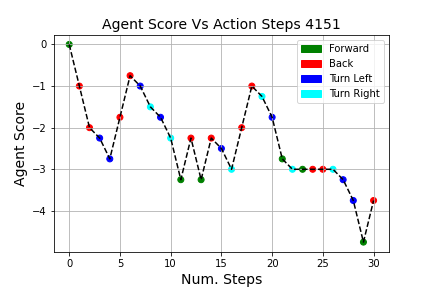 Agent Score Vs Action Steps 4151
Agent Score
0
−1
−2
−3
−4
Forward
Back
Turn Left
Turn Right
0 5 10 15 20 25 30
Num. Steps